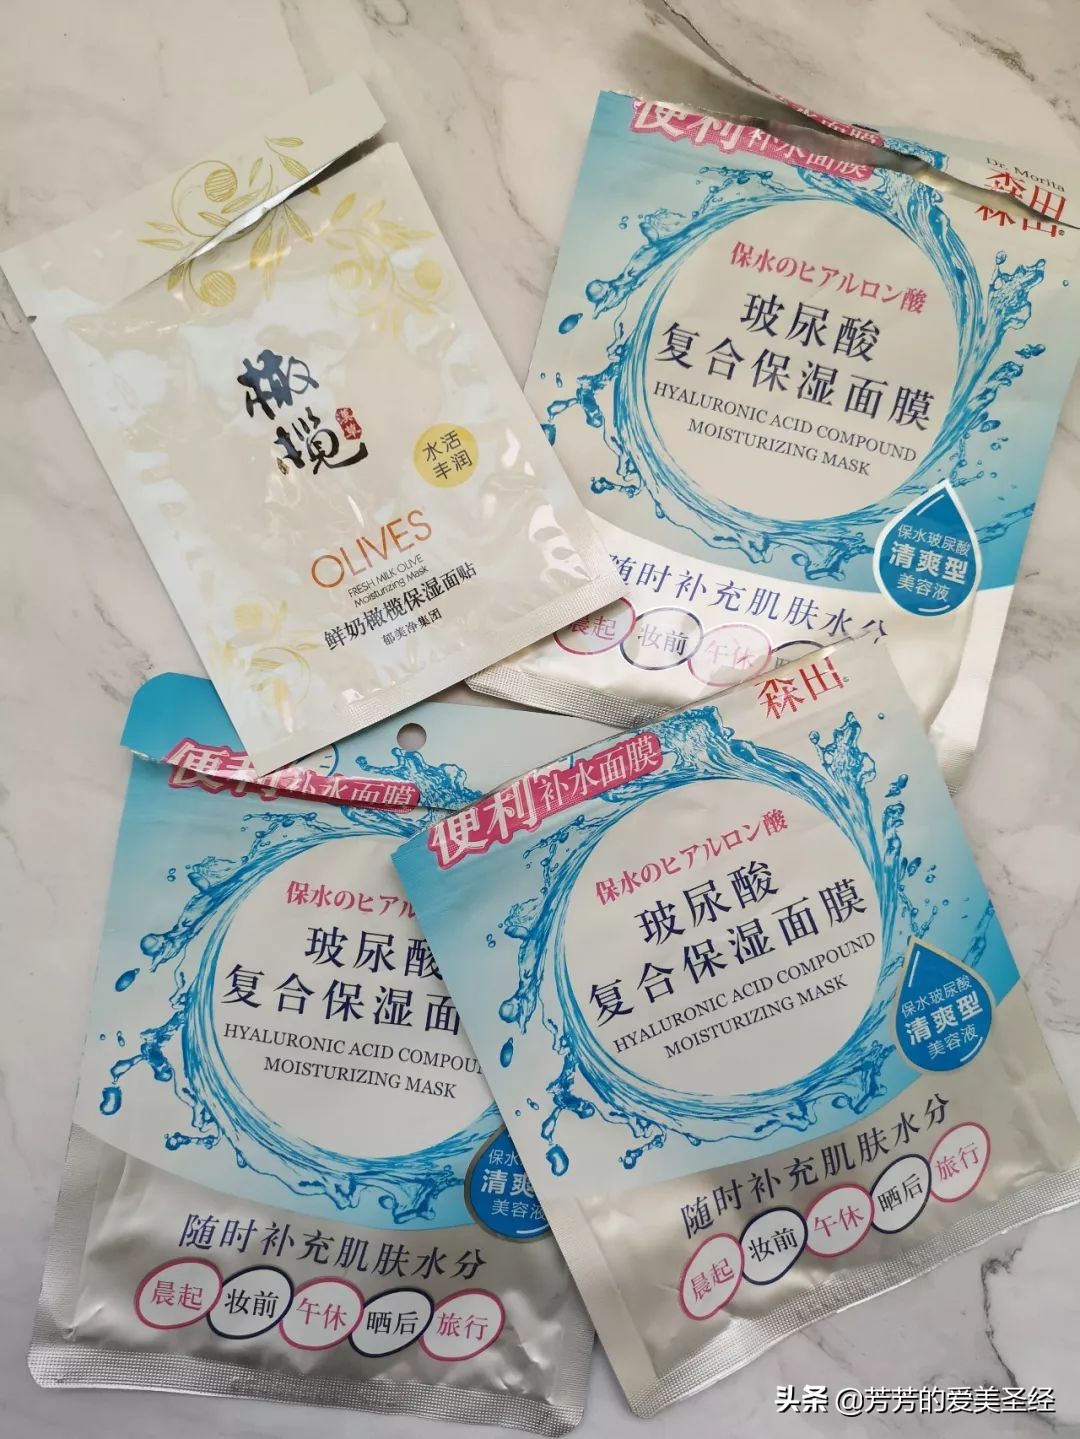 橄榄
漢草
水活
丰润
OLIVES
FRESH MILK OLIVE
Moisturizing Mask
鲜奶橄榄保湿面贴
郁美净集团
便利补水面膜
Dr. Morita
森田
保水のヒアルロン酸
玻尿酸
复合保湿面膜
HYALURONIC ACID COMPOUND
MOISTURIZING MASK
保水玻尿酸
清爽型
美容液
随时补充肌肤水分
晨起
妆前
午休
便利补水面膜
保水のヒアル
玻尿酸
复合保湿面
HYALURONIC ACID COMPOU
MOISTURIZING MASK
保水
清爽
美容液
随时补充肌肤水分
晨起
妆前
午休
晒后
旅行
森田
便利补水面膜
保水のヒアルロン酸
玻尿酸
复合保湿面膜
HYALURONIC ACID COMPOUND
MOISTURIZING MASK
保水玻尿酸
清爽型
美容液
随时补充肌肤水分
晨起
妆前
午休
晒后
旅行
头条 @芳芳的爱美圣经